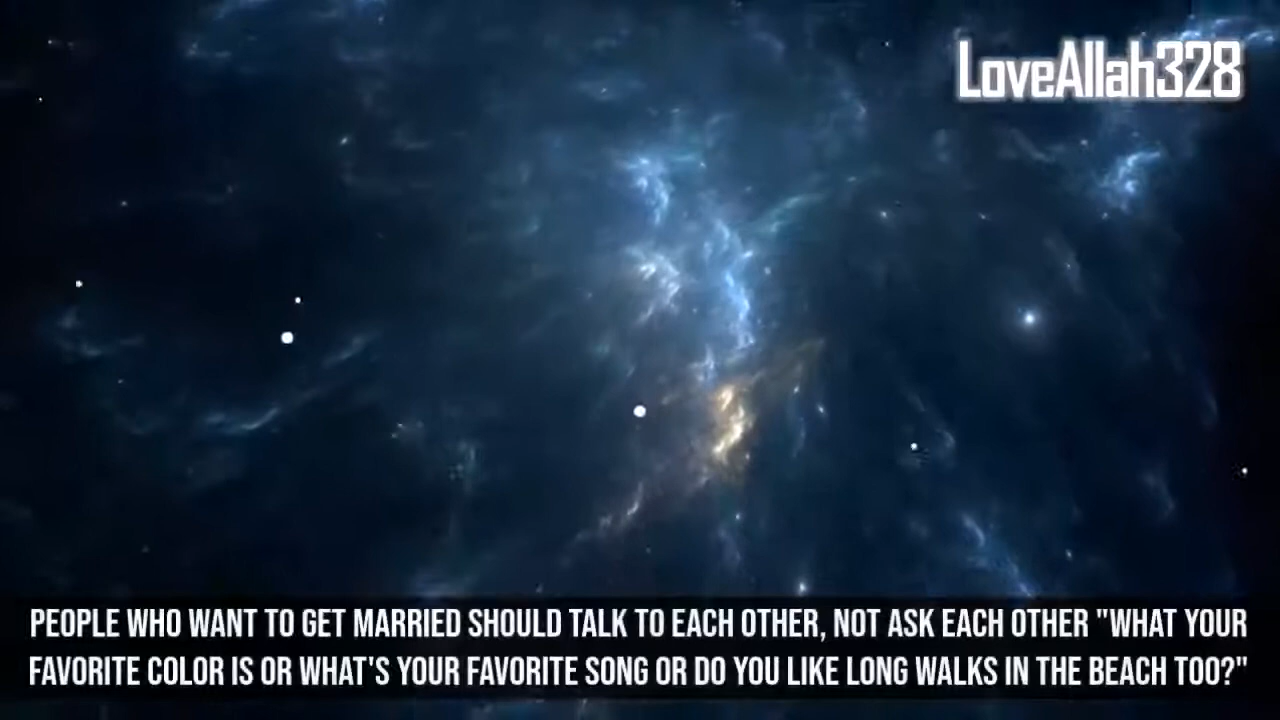 LoveAllah328
PEOPLE WHO WANT TO GET MARRIED SHOULD TALK TO EACH OTHER, NOT ASK EACH OTHER "WHAT YOUR
FAVORITE COLOR IS OR WHAT'S YOUR FAVORITE SONG OR DO YOU LIKE LONG WALKS IN THE BEACH TOO?"